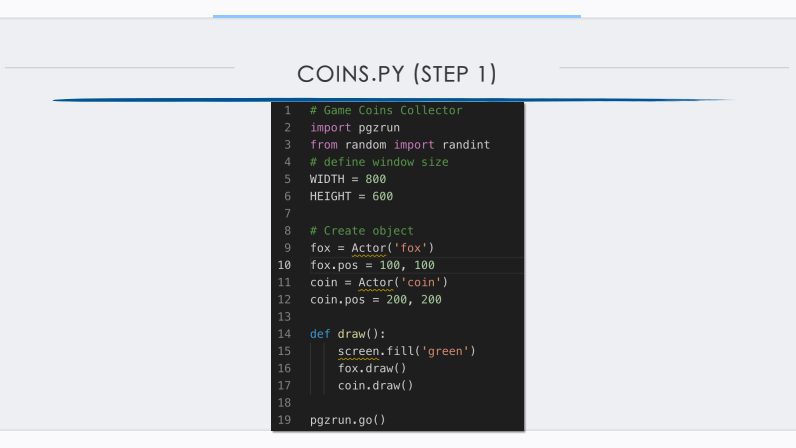 COINS.PY (STEP 1)
1 # Game Coins Collector
2 import pgzrun
3 from random import randint
4 # define window size
5 WIDTH = 800
6 HEIGHT = 600
7
8 # Create object
9 fox = Actor('fox')
10 fox.pos = 100, 100
11 coin = Actor('coin')
12 coin.pos = 200, 200
13
14 def draw():
15     screen.fill('green')
16     fox.draw()
17     coin.draw()
18
19 pgzrun.go()